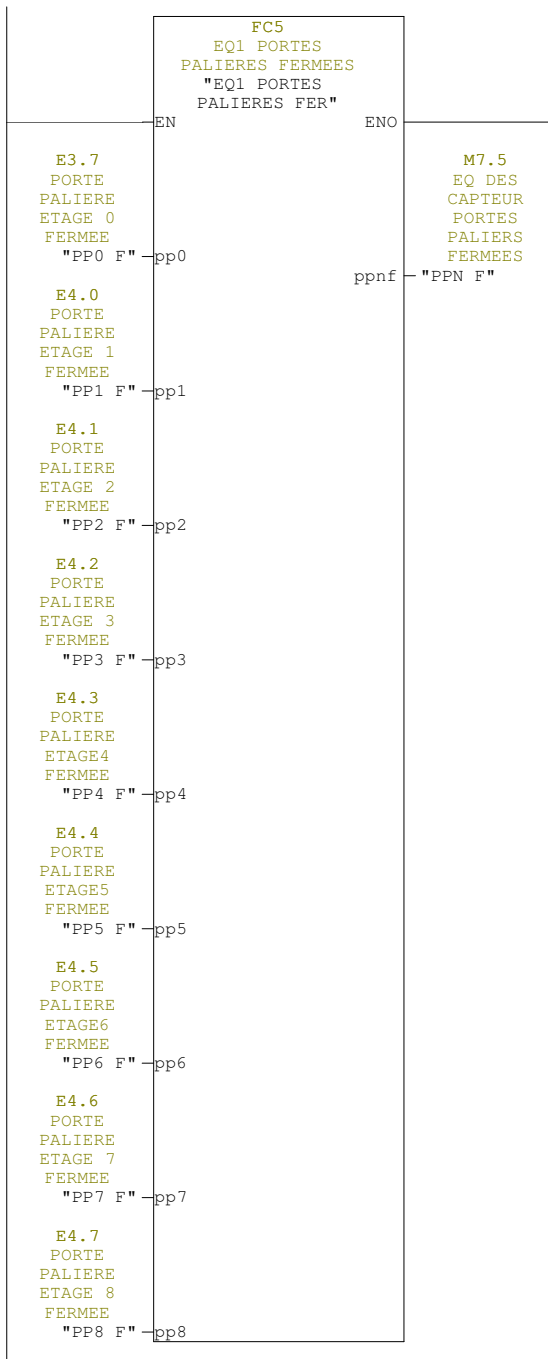 FC5
EQ1 PORTES
PALIERES FERMEES
"EQ1 PORTES
PALIERES FER"
EN ENO
E3.7
PORTE
PALIERE
ETAGE 0
FERMEE
"PP0 F" pp0
M7.5
EQ DES
CAPTEUR
PORTES
PALIERS
FERMEES
ppnf "PPN F"
E4.0
PORTE
PALIERE
ETAGE 1
FERMEE
"PP1 F" pp1
E4.1
PORTE
PALIERE
ETAGE 2
FERMEE
"PP2 F" pp2
E4.2
PORTE
PALIERE
ETAGE 3
FERMEE
"PP3 F" pp3
E4.3
PORTE
PALIERE
ETAGE4
FERMEE
"PP4 F" pp4
E4.4
PORTE
PALIERE
ETAGE5
FERMEE
"PP5 F" pp5
E4.5
PORTE
PALIERE
ETAGE6
FERMEE
"PP6 F" pp6
E4.6
PORTE
PALIERE
ETAGE 7
FERMEE
"PP7 F" pp7
E4.7
PORTE
PALIERE
ETAGE 8
FERMEE
"PP8 F" pp8